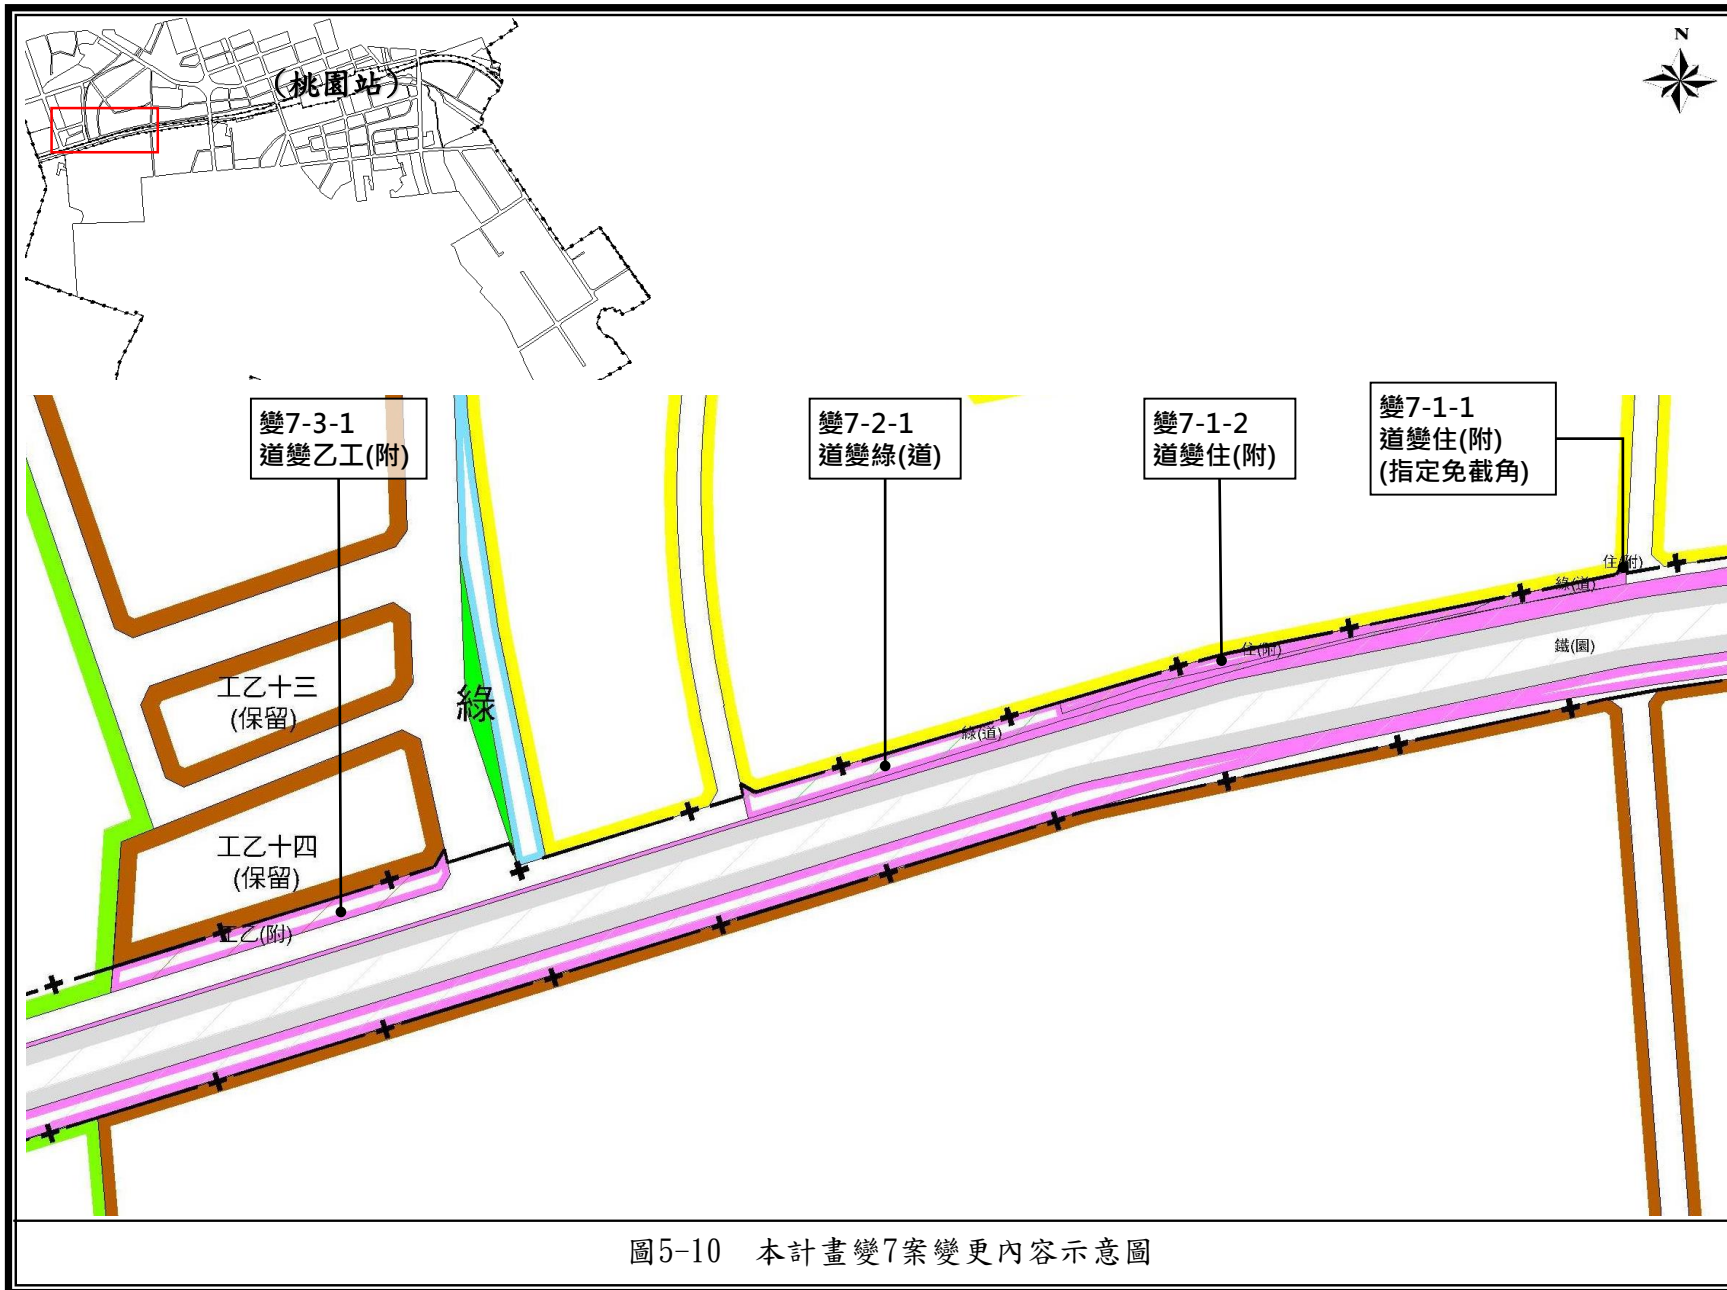 N
(桃園站)
變7-3-1
道變乙工(附)
變7-2-1
道變綠(道)
變7-1-2
道變住(附)
變7-1-1
道變住(附)
(指定免截角)
住(附)
綠(道)
鐵(園)
住(附)
綠(道)
綠
工乙十三
(保留)
工乙十四
(保留)
工乙(附)
圖5-10 本計畫變7案變更內容示意圖